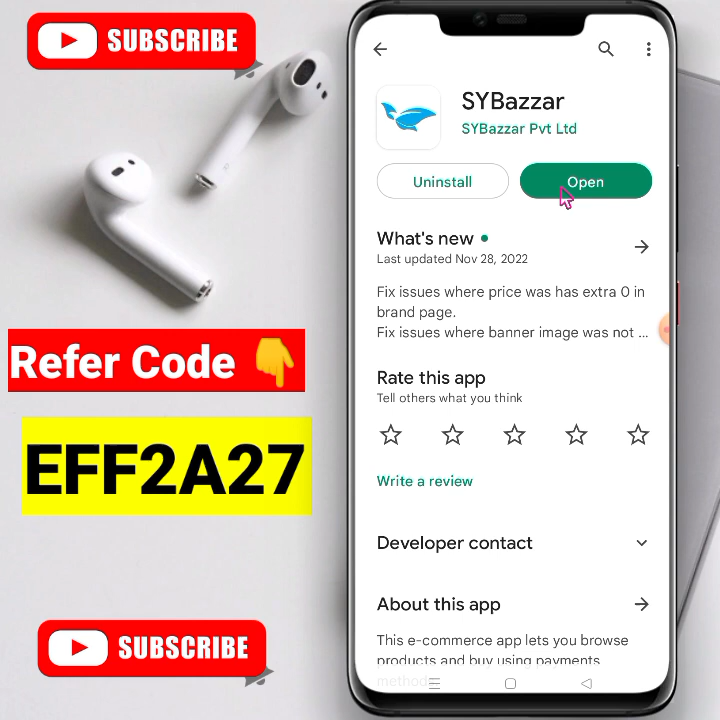 SUBSCRIBE
Refer Code 👇
EFF2A27
SUBSCRIBE
SYBazzar
SYBazzar Pvt Ltd
Uninstall
Open
What's new
Last updated Nov 28, 2022
Fix issues where price was has extra 0 in
brand page.
Fix issues where banner image was not ...
Rate this app
Tell others what you think
Write a review
Developer contact
About this app
This e-commerce app lets you browse
products and buy using payments
method